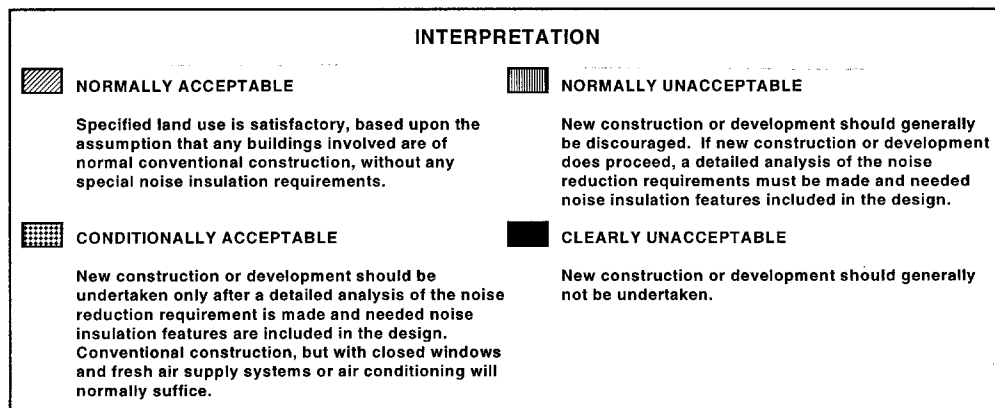 INTERPRETATION
NORMALLY ACCEPTABLE
Specified land use is satisfactory, based upon the
assumption that any buildings involved are of
normal conventional construction, without any
special noise insulation requirements.
CONDITIONALLY ACCEPTABLE
New construction or development should be
undertaken only after a detailed analysis of the noise
reduction requirement is made and needed noise
insulation features are included in the design.
Conventional construction, but with closed windows
and fresh air supply systems or air conditioning will
normally suffice.
NORMALLY UNACCEPTABLE
New construction or development should generally
be discouraged. If new construction or development
does proceed, a detailed analysis of the noise
reduction requirements must be made and needed
noise insulation features included in the design.
CLEARLY UNACCEPTABLE
New construction or development should generally
not be undertaken.